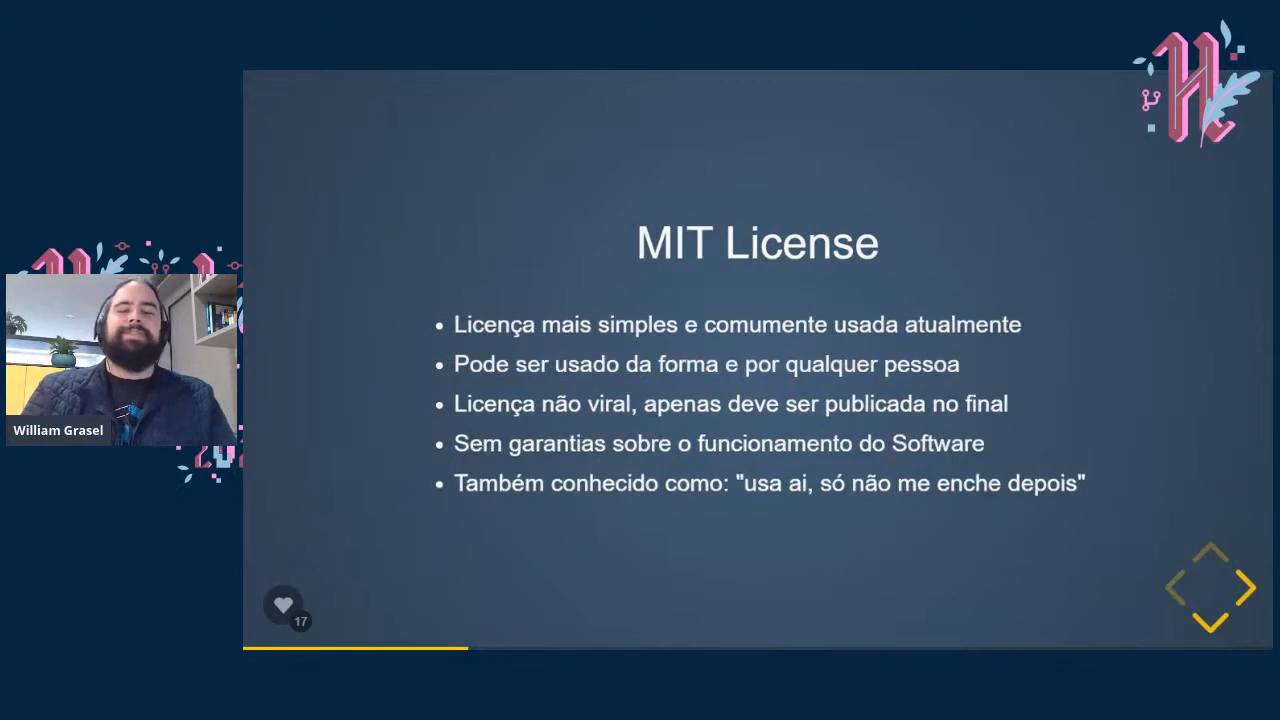 MIT License
Licença mais simples e comumente usada atualmente
Pode ser usado da forma e por qualquer pessoa
Licença não viral, apenas deve ser publicada no final
Sem garantias sobre o funcionamento do Software
Também conhecido como: "usa ai, só não me enche depois"
William Grasel
17